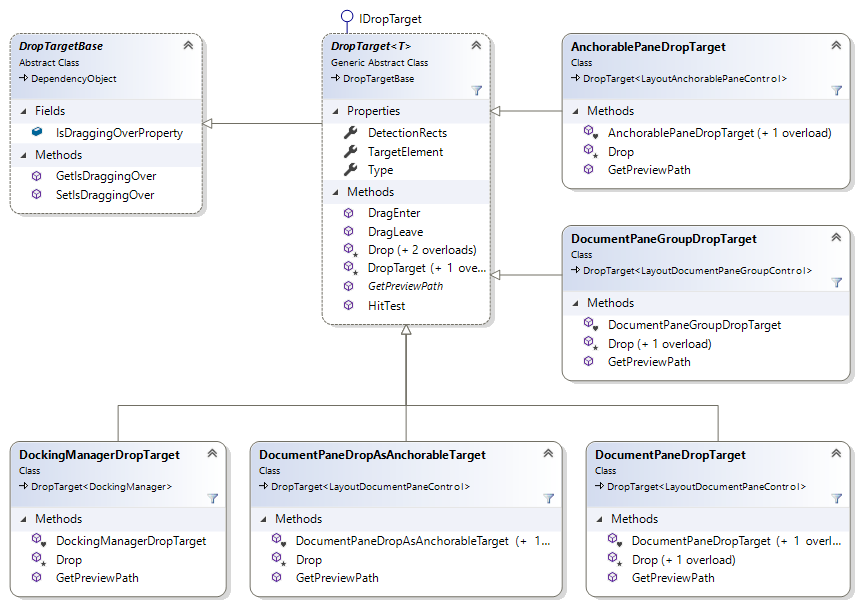 IDropTarget
DropTargetBase
Abstract Class
DependencyObject
Fields
IsDraggingOverProperty
Methods
GetIsDraggingOver
SetIsDraggingOver
DropTarget<T>
Generic Abstract Class
DropTargetBase
Properties
DetectionRects
TargetElement
Type
Methods
DragEnter
DragLeave
Drop (+ 2 overloads)
DropTarget (+ 1 ove...
GetPreviewPath
HitTest
AnchorablePaneDropTarget
Class
DropTarget<LayoutAnchorablePaneControl>
Methods
AnchorablePaneDropTarget (+ 1 overload)
Drop
GetPreviewPath
DocumentPaneGroupDropTarget
Class
DropTarget<LayoutDocumentPaneGroupControl>
Methods
DocumentPaneGroupDropTarget
Drop (+ 1 overload)
GetPreviewPath
DockingManagerDropTarget
Class
DropTarget<DockingManager>
Methods
DockingManagerDropTarget
Drop
GetPreviewPath
DocumentPaneDropAsAnchorableTarget
Class
DropTarget<LayoutDocumentPaneControl>
Methods
DocumentPaneDropAsAnchorableTarget (+ 1...
Drop
GetPreviewPath
DocumentPaneDropTarget
Class
DropTarget<LayoutDocumentPaneControl>
Methods
DocumentPaneDropTarget (+ 1 overl...
Drop (+ 1 overload)
GetPreviewPath